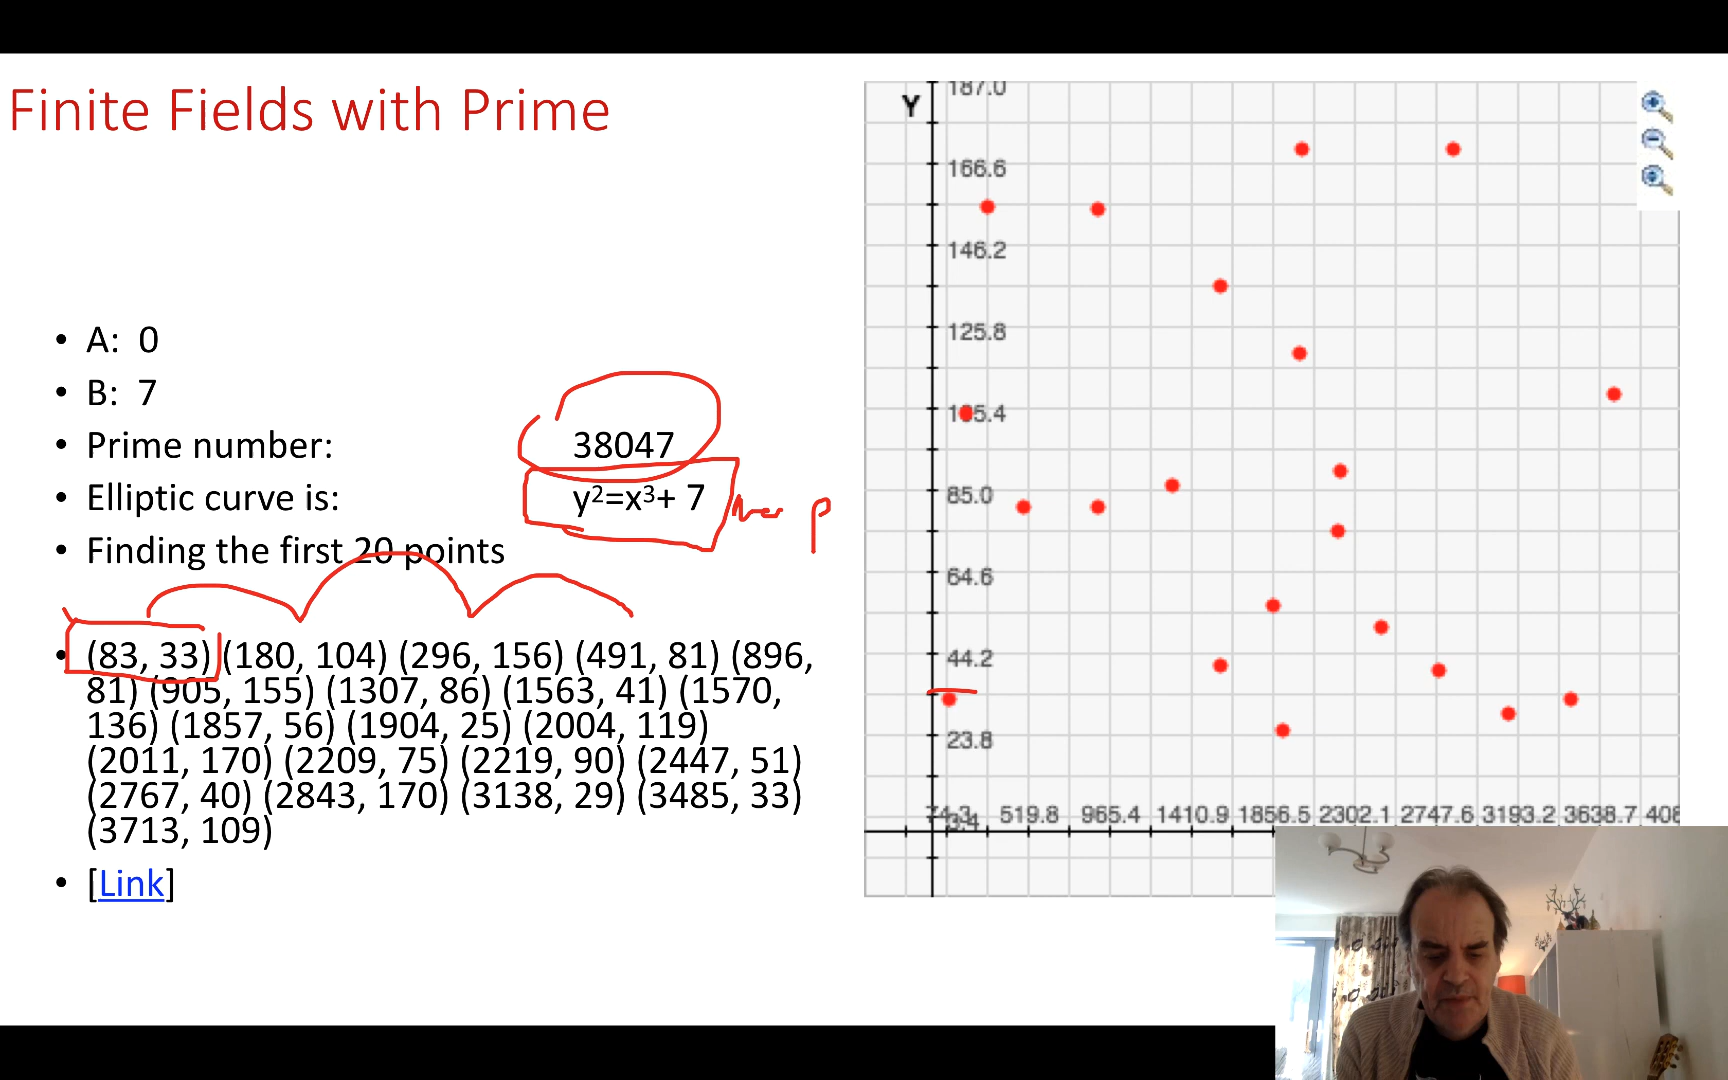 Finite Fields with Prime
• A: 0
• B: 7
• Prime number: 38047
• Elliptic curve is: y²=x³+ 7
p
• Finding the first 20 points
• (83, 33) (180, 104) (296, 156) (491, 81) (896,
81) (905, 155) (1307, 86) (1563, 41) (1570,
136) (1857, 56) (1904, 25) (2004, 119)
(2011, 170) (2209, 75) (2219, 90) (2447, 51)
(2767, 40) (2843, 170) (3138, 29) (3485, 33)
(3713, 109)
• [Link]
Y
187.0
166.6
146.2
125.8
105.4
85.0
64.6
44.2
23.8
3.4
74.3 519.8 965.4 1410.9 1856.5 2302.1 2747.6 3193.2 3638.7 406